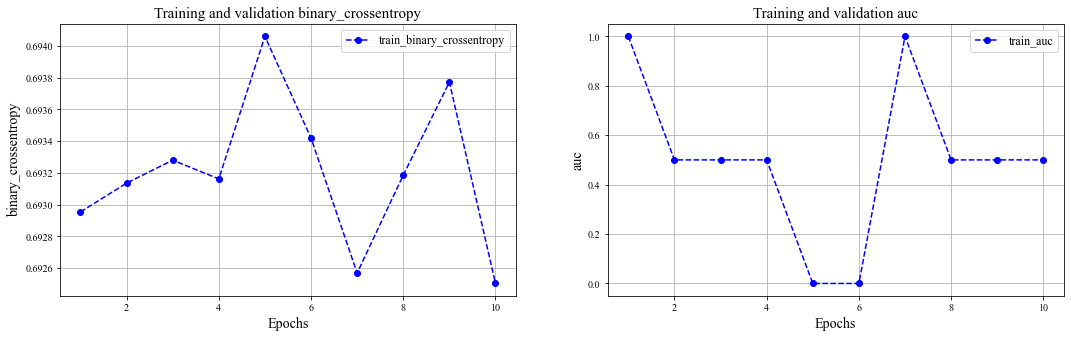 Training and validation binary_crossentropy
train_binary_crossentropy
binary_crossentropy
0.6940
0.6938
0.6936
0.6934
0.6932
0.6930
0.6928
0.6926
2 4 6 8 10
Epochs
Training and validation auc
train_auc
auc
1.0
0.8
0.6
0.4
0.2
0.0
2 4 6 8 10
Epochs